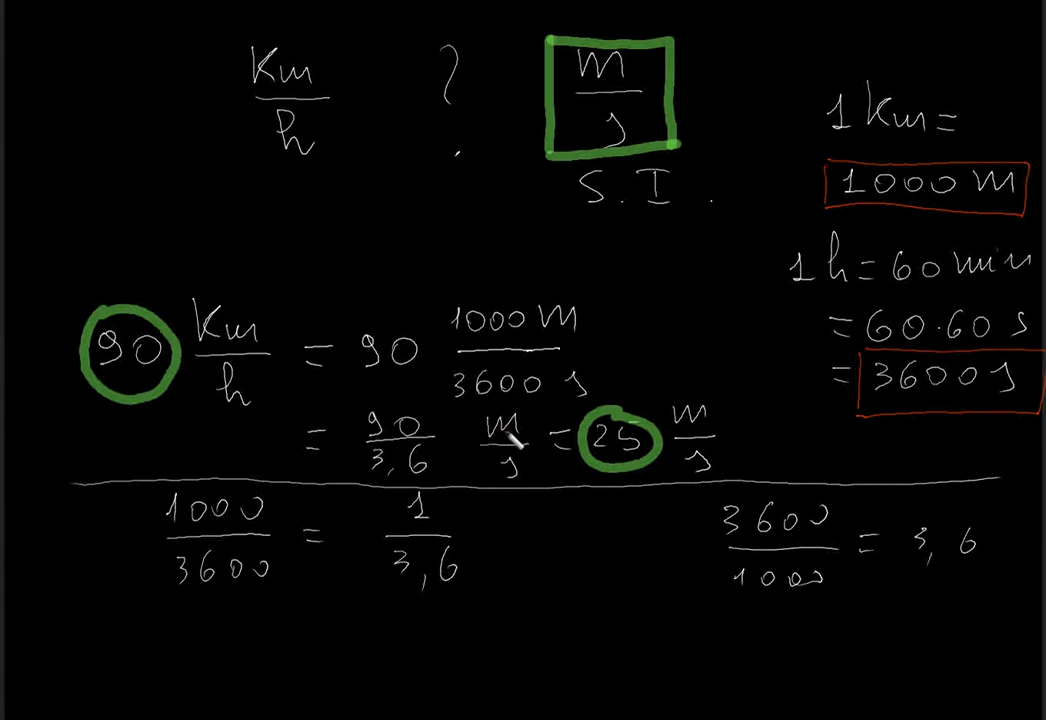 Km/h ? m/s
S.I.
1 Km =
1000 m
1 h = 60 min
= 60.60 s
= 3600 s
90 Km/h = 90 1000 m/3600 s
= 90/3,6 m/s = 25 m/s
1000/3600 = 1/3,6
3600/1000 = 3,6